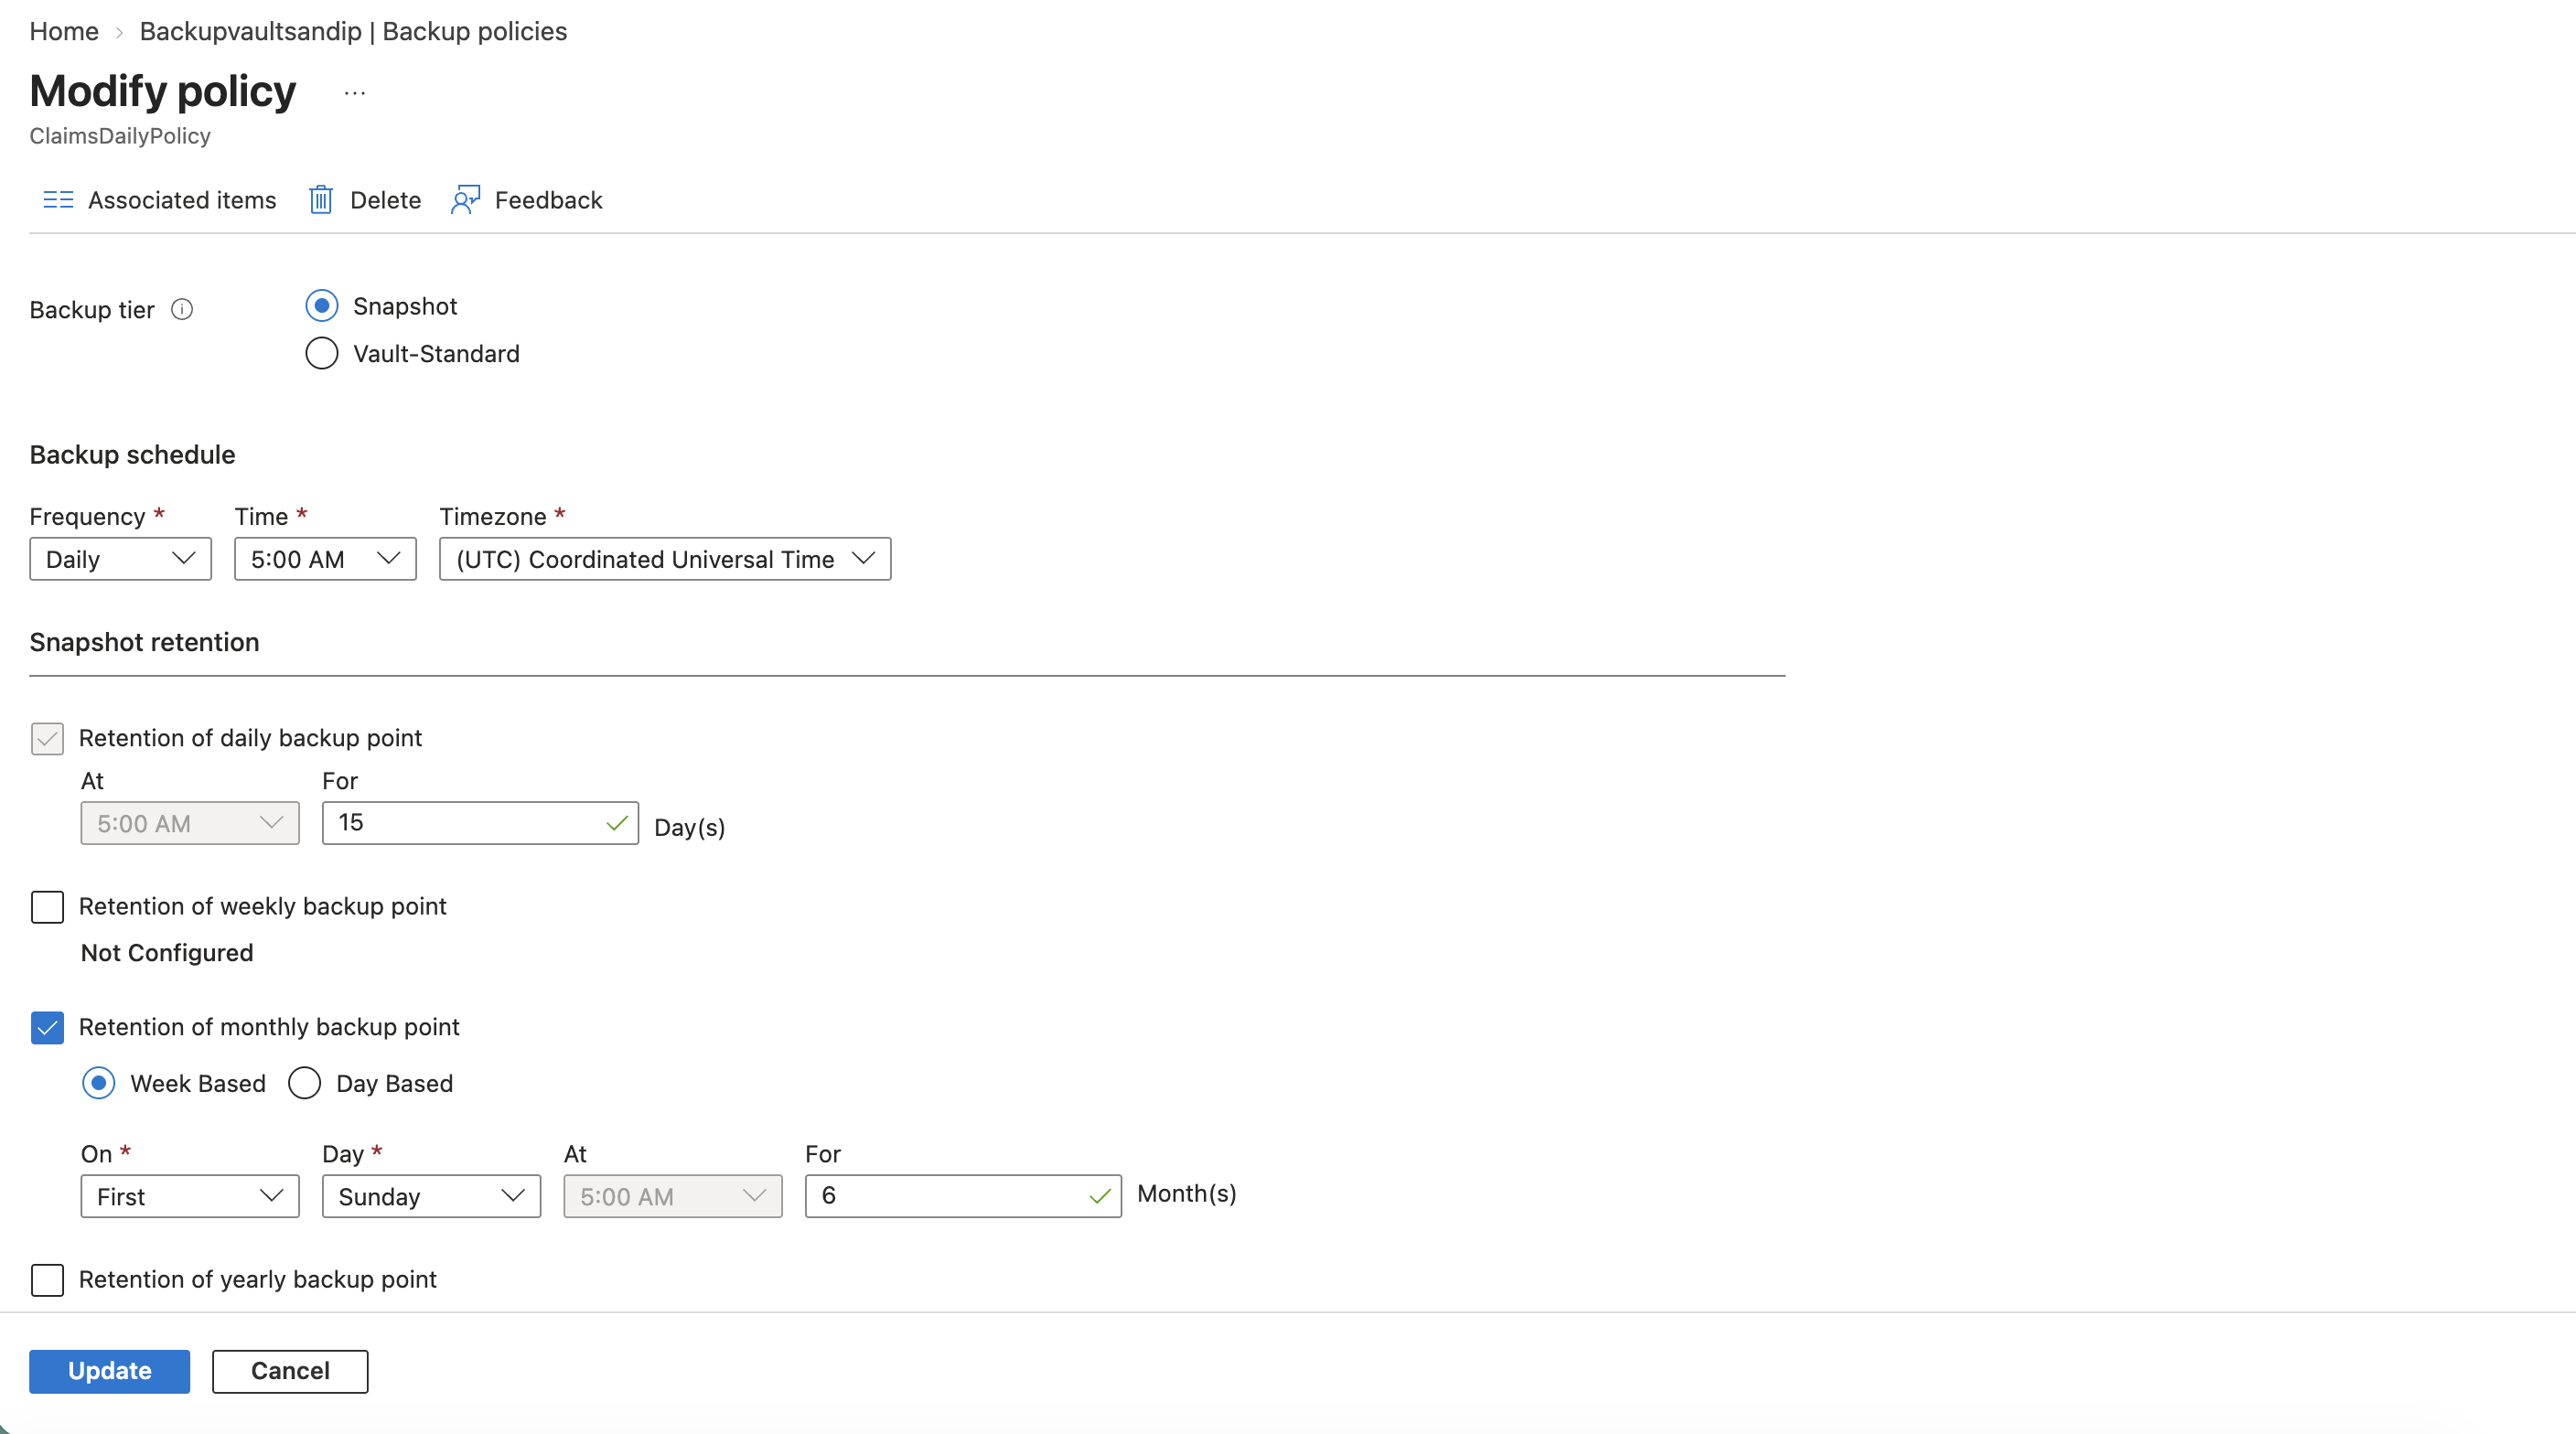 Home > Backupvaultsandip | Backup policies
Modify policy ...
ClaimsDailyPolicy
Associated items Delete Feedback
Backup tier
Snapshot
Vault-Standard
Backup schedule
Frequency * Time * Timezone *
Daily 5:00 AM (UTC) Coordinated Universal Time
Snapshot retention
Retention of daily backup point
At For
5:00 AM 15 Day(s)
Retention of weekly backup point
Not Configured
Retention of monthly backup point
Week Based Day Based
On * Day * At For
First Sunday 5:00 AM 6 Month(s)
Retention of yearly backup point
Update Cancel